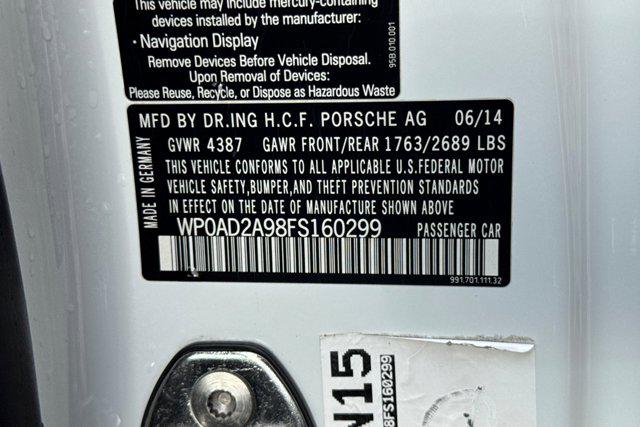 This vehicle may include mercury-containing
devices installed by the manufacturer:
· Navigation Display
Remove Devices Before Vehicle Disposal.
Upon Removal of Devices:
Please Reuse, Recycle, or Dispose as Hazardous Waste
95B.010.001
MFD BY DR.ING H.C.F. PORSCHE AG 06/14
GVWR 4387 GAWR FRONT/REAR 1763/2689 LBS
THIS VEHICLE CONFORMS TO ALL APPLICABLE U.S.FEDERAL MOTOR
VEHICLE SAFETY,BUMPER,AND THEFT PREVENTION STANDARDS
IN EFFECT ON THE DATE OF MANUFACTURE SHOWN ABOVE
WP0AD2A98FS160299 PASSENGER CAR
MADE IN GERMANY
991.701.111.32
N15
98FS160299